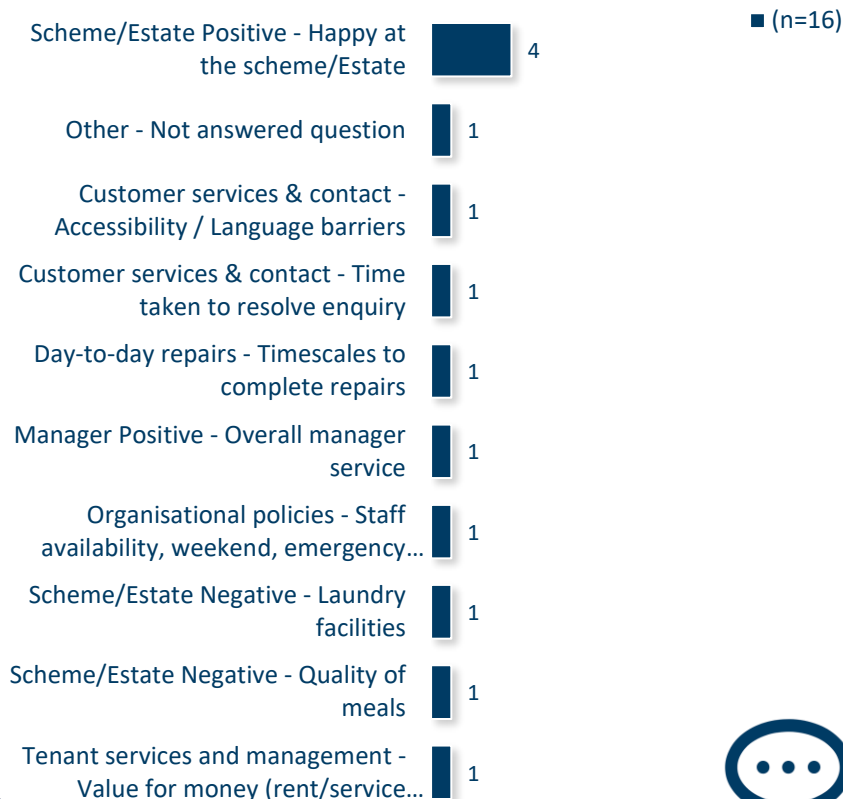 (n=16)
Scheme/Estate Positive - Happy at
the scheme/Estate
4
Other - Not answered question
1
Customer services & contact -
Accessibility / Language barriers
1
Customer services & contact - Time
taken to resolve enquiry
1
Day-to-day repairs - Timescales to
complete repairs
1
Manager Positive - Overall manager
service
1
Organisational policies - Staff
availability, weekend, emergency…
1
Scheme/Estate Negative - Laundry
facilities
1
Scheme/Estate Negative - Quality of
meals
1
Tenant services and management -
Value for money (rent/service…
1